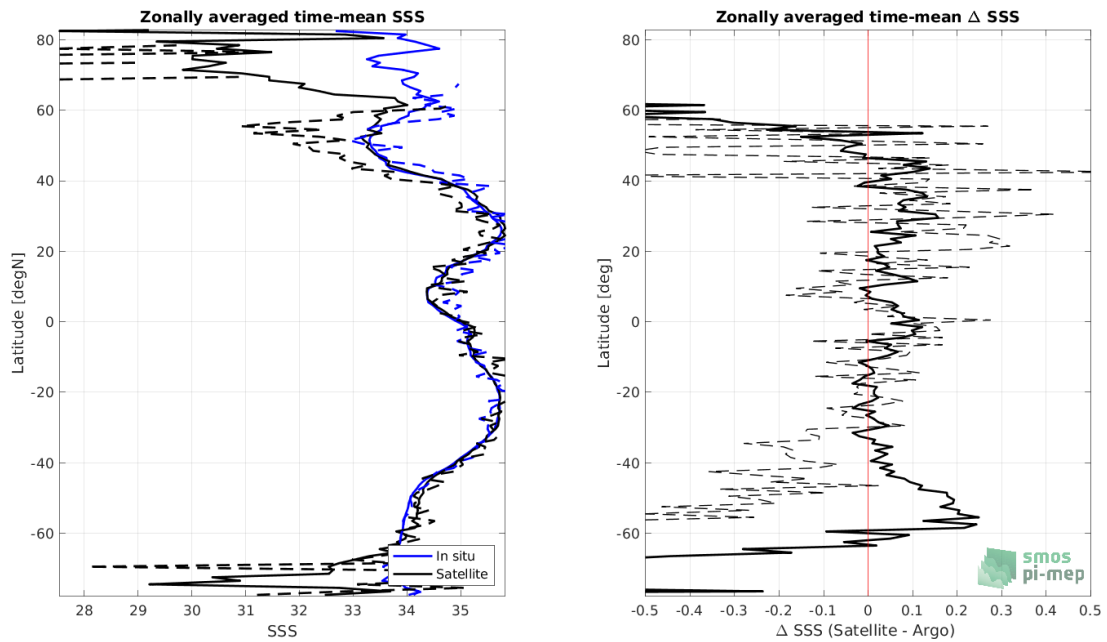 Zonally averaged time-mean SSS
80
60
40
20
0
-20
-40
-60
Latitude [degN]
In situ
Satellite
28 29 30 31 32 33 34 35
SSS
Zonally averaged time-mean Δ SSS
80
60
40
20
0
-20
-40
-60
Latitude [deg]
smos
pi-mep
-0.5 -0.4 -0.3 -0.2 -0.1 0 0.1 0.2 0.3 0.4 0.5
Δ SSS (Satellite - Argo)